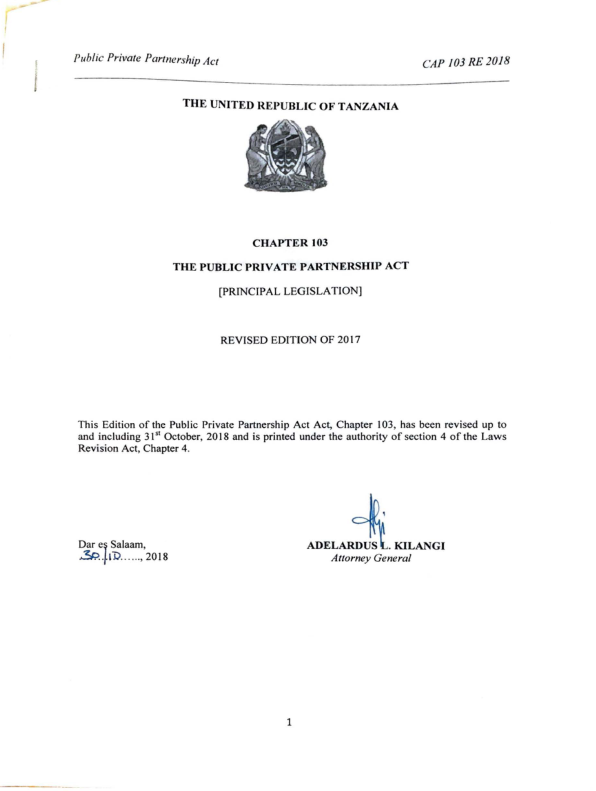 Public Private Partnership Act CAP 103 RE 2018
THE UNITED REPUBLIC OF TANZANIA
CHAPTER 103
THE PUBLIC PRIVATE PARTNERSHIP ACT
[PRINCIPAL LEGISLATION]
REVISED EDITION OF 2017
This Edition of the Public Private Partnership Act Act, Chapter 103, has been revised up to
and including 31st October, 2018 and is printed under the authority of section 4 of the Laws
Revision Act, Chapter 4.
Dar es Salaam,
30/10......, 2018
ADELARDUS L. KILANGI
Attorney General
1